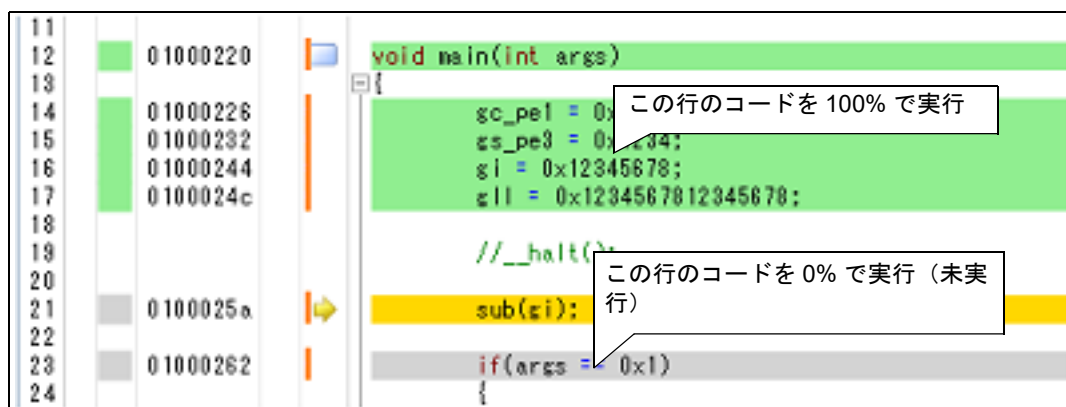 11
12 01000220 void main(int args)
13 {
14 01000226 gc_pe1 = 0x
15 01000232 gs_pe3 = 0x1234;
16 01000244 gi = 0x12345678;
17 0100024c gll = 0x1234567812345678;
この行のコードを 100% で実行
18
19 //__halt();
20
21 0100025a sub(gi);
22
23 01000262 if(args == 0x1)
24 {
この行のコードを 0% で実行（未実
行）